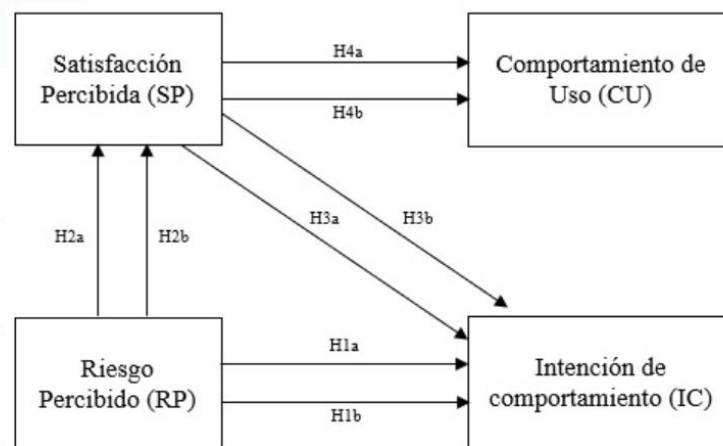 Satisfacción
Percibida (SP)
H4a
H4b
Comportamiento de
Uso (CU)
H2a
H2b
H3a
H3b
Riesgo
Percibido (RP)
H1a
H1b
Intención de
comportamiento (IC)